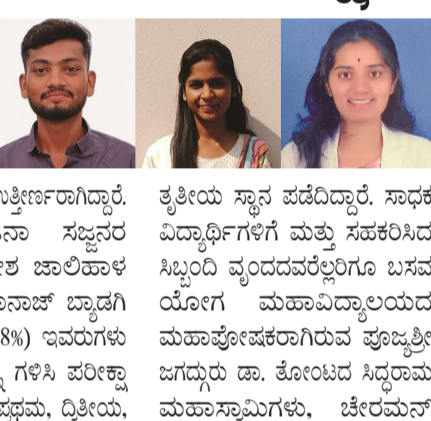 ಉತ್ತೀರ್ಣರಾಗಿದ್ದಾರೆ.
ಸಜ್ಜನರ
ಜಾಲಿಹಾಳ
ಬ್ಯಾಡಗಿ
8%) ಇವರುಗಳು
ಗಳಿಸಿ ಪರೀಕ್ಷಾ
ಪ್ರಥಮ, ದ್ವಿತೀಯ,
ತೃತೀಯ ಸ್ಥಾನ ಪಡೆದಿದ್ದಾರೆ. ಸಾಧಕ
ವಿದ್ಯಾರ್ಥಿಗಳಿಗೆ ಮತ್ತು ಸಹಕರಿಸಿದ
ಸಿಬ್ಬಂದಿ ವೃಂದದವರೆಲ್ಲರಿಗೂ ಬಸವ
ಯೋಗ ಮಹಾವಿದ್ಯಾಲಯದ
ಮಹಾಪೋಷಕರಾಗಿರುವ ಪೂಜ್ಯಶ್ರೀ
ಜಗದ್ಗುರು ಡಾ. ತೋಂಟದ ಸಿದ್ಧರಾಮ
ಮಹಾಸ್ವಾಮಿಗಳು, ಚೇರಮನ್